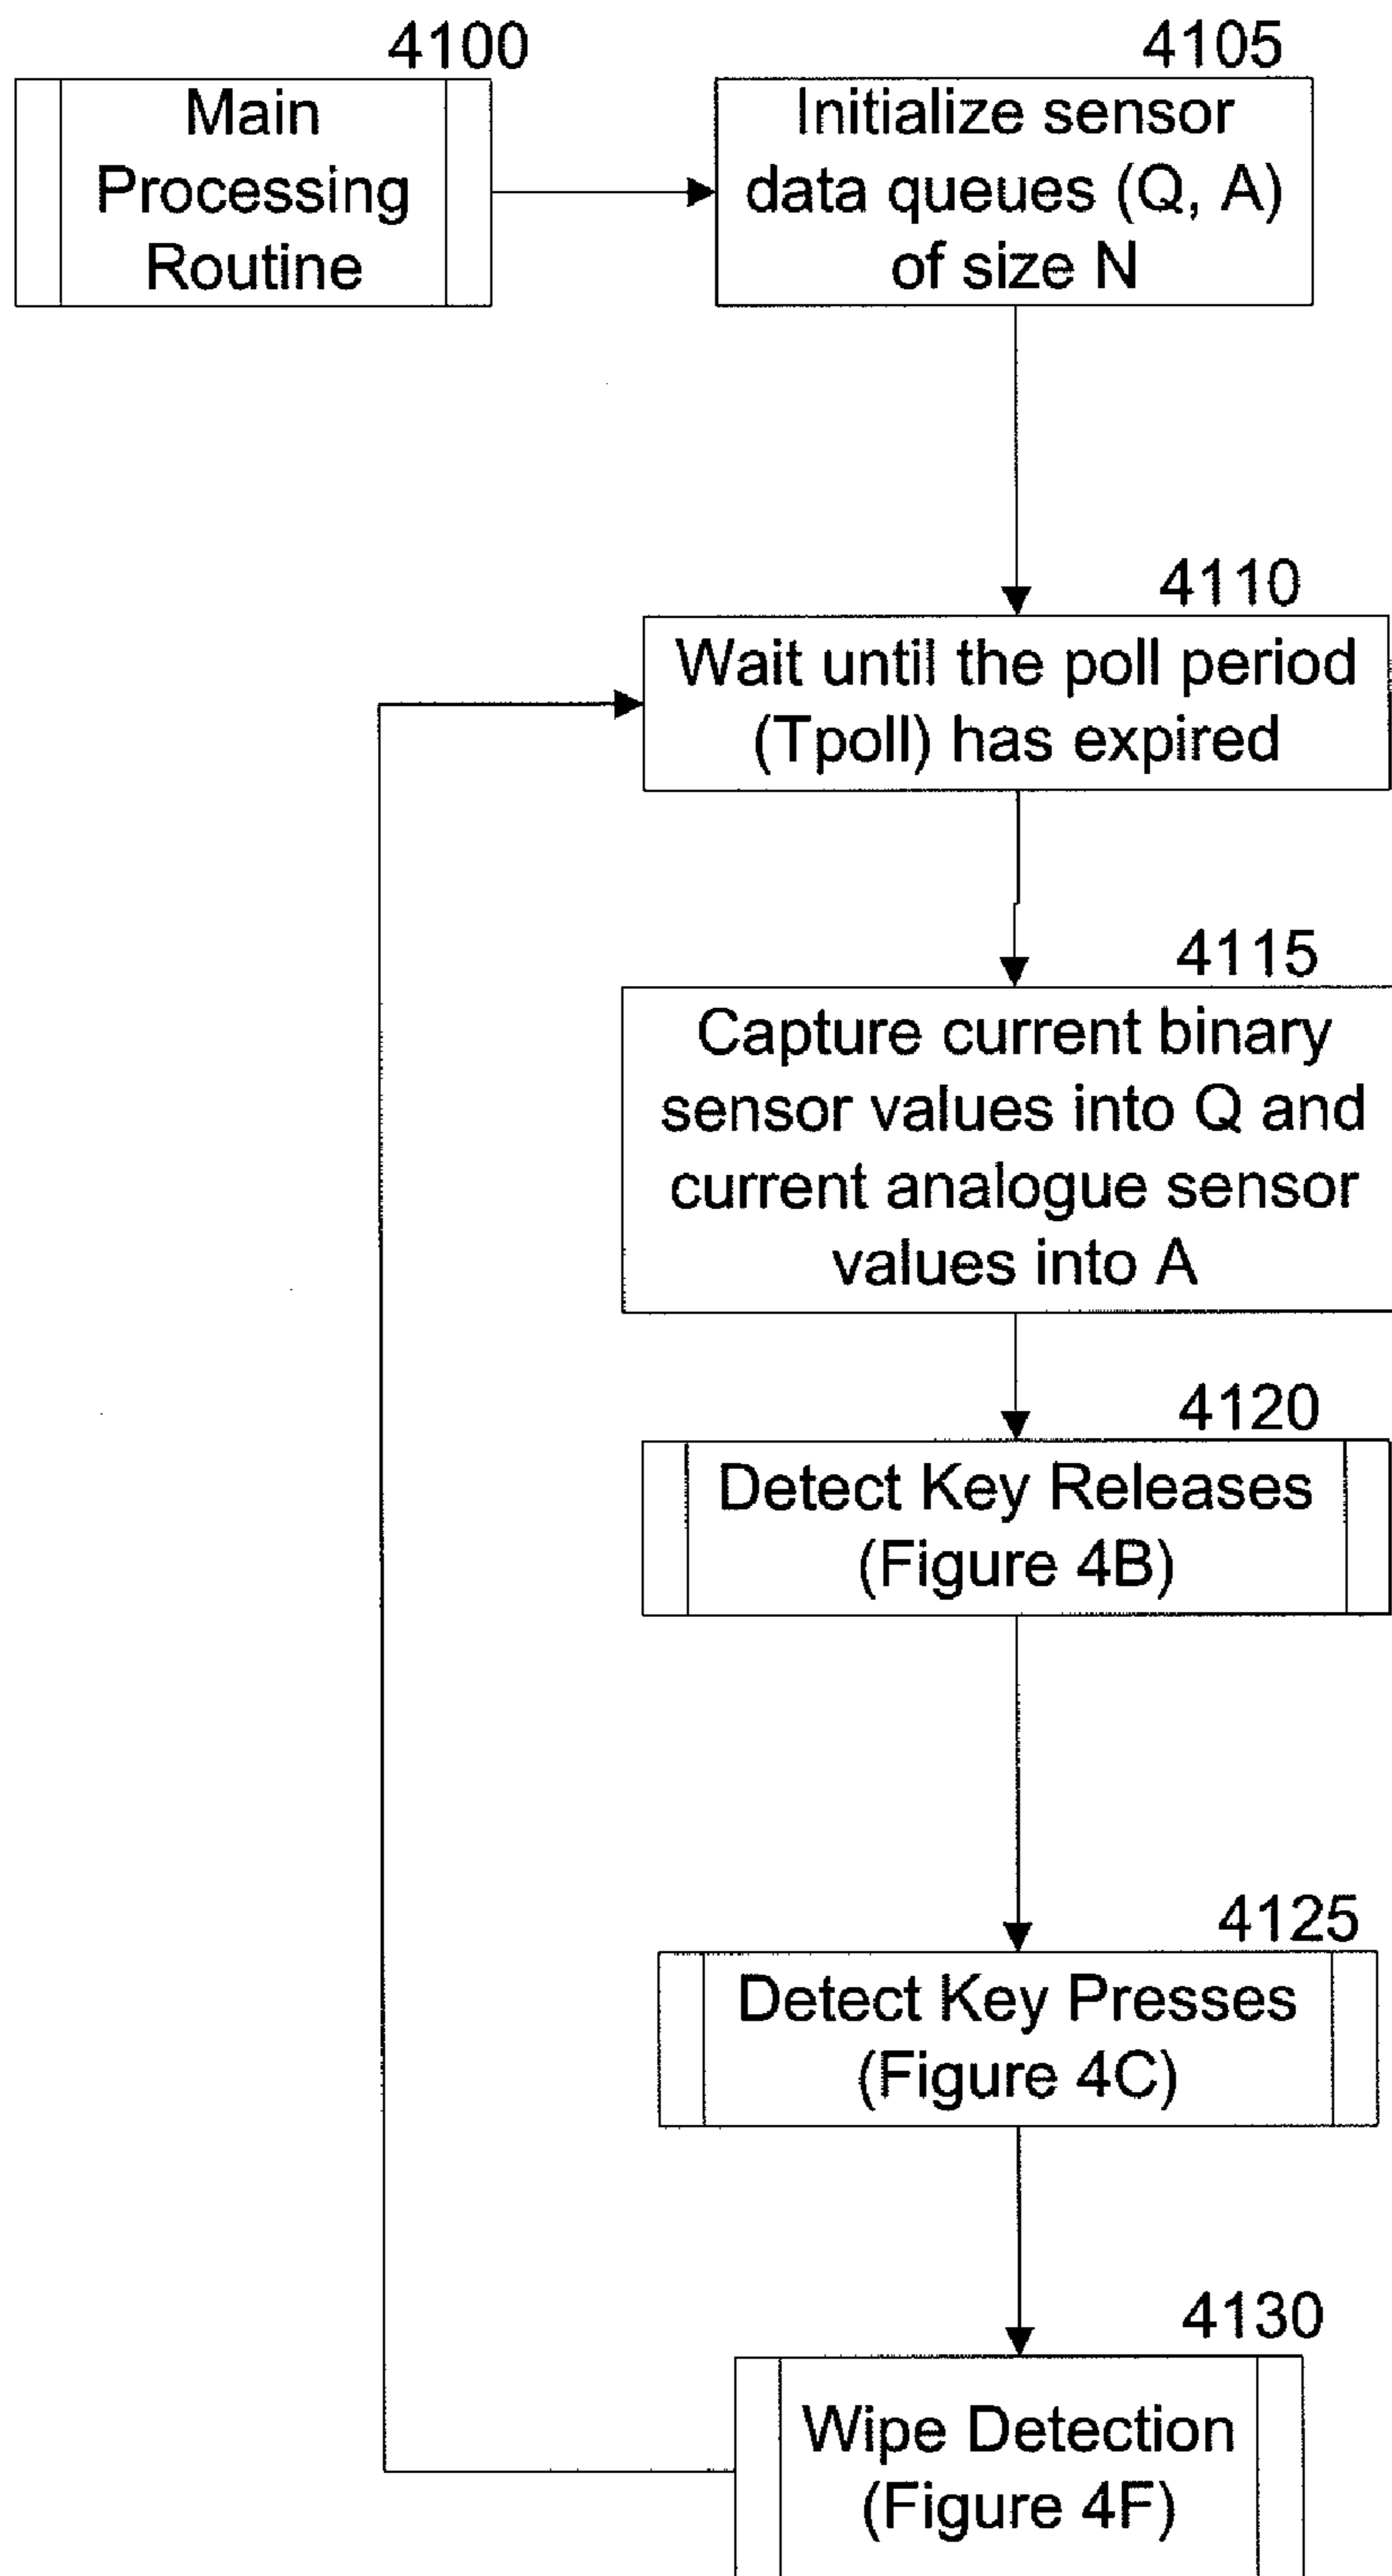 4100
Main
Processing
Routine
4105
Initialize sensor
data queues (Q, A)
of size N
4110
Wait until the poll period
(Tpoll) has expired
4115
Capture current binary
sensor values into Q and
current analogue sensor
values into A
4120
Detect Key Releases
(Figure 4B)
4125
Detect Key Presses
(Figure 4C)
4130
Wipe Detection
(Figure 4F)